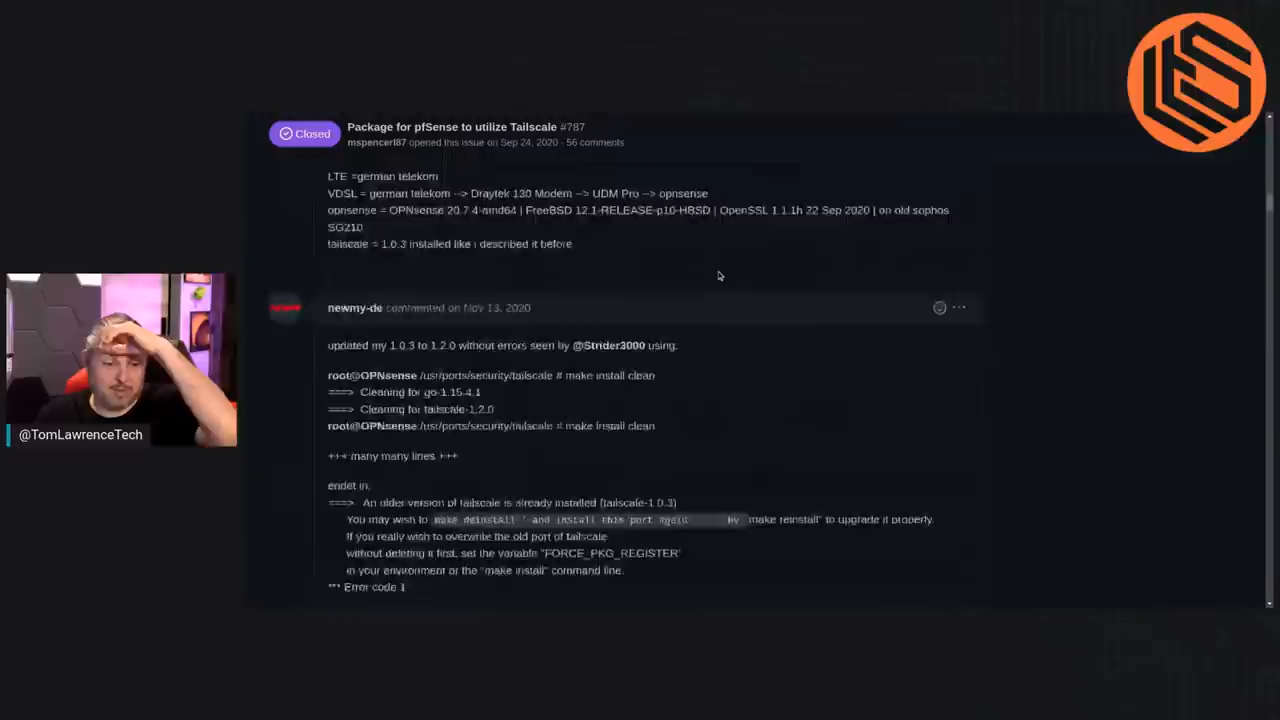 Closed
Package for pfSense to utilize Tailscale #787
mspencerl87 opened this issue on Sep 24, 2020 · 56 comments
LTE =german telekom
VDSL = german telekom --> Draytek 130 Modem --> UDM Pro --> opnsense
opnsense = OPNsense 20.7.4-amd64 | FreeBSD 12.1-RELEASE-p10-HBSD | OpenSSL 1.1.1h 22 Sep 2020 | on old sophos
SG210
tailscale = 1.0.3 installed like i described it before
newmy-de commented on Nov 13, 2020
updated my 1.0.3 to 1.2.0 without errors seen by @Strider3000 using:
root@OPNsense /usr/ports/security/tailscale # make install clean
===> Cleaning for go-1.15.4,1
===> Cleaning for tailscale-1.2.0
root@OPNsense /usr/ports/security/tailscale # make install clean
+++ many many lines +++
endet in:
===> An older version of tailscale is already installed (tailscale-1.0.3)
You may wish to make deinstall ' and install this port again by make reinstall" to upgrade it properly.
If you really wish to overwrite the old port of tailscale
without deleting it first, set the variable "FORCE_PKG_REGISTER"
in your environment or the "make install" command line.
*** Error code 1
@TomLawrenceTech